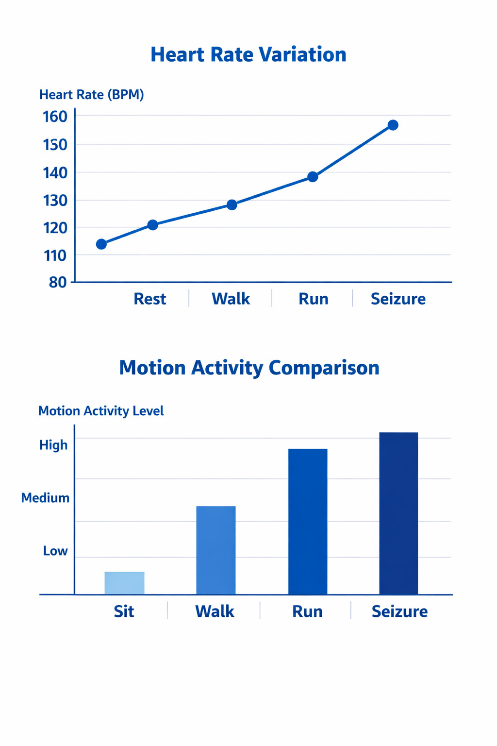 Heart Rate Variation
Heart Rate (BPM)
160
150
140
130
120
110
80
Rest Walk Run Seizure
Motion Activity Comparison
Motion Activity Level
High
Medium
Low
Sit Walk Run Seizure